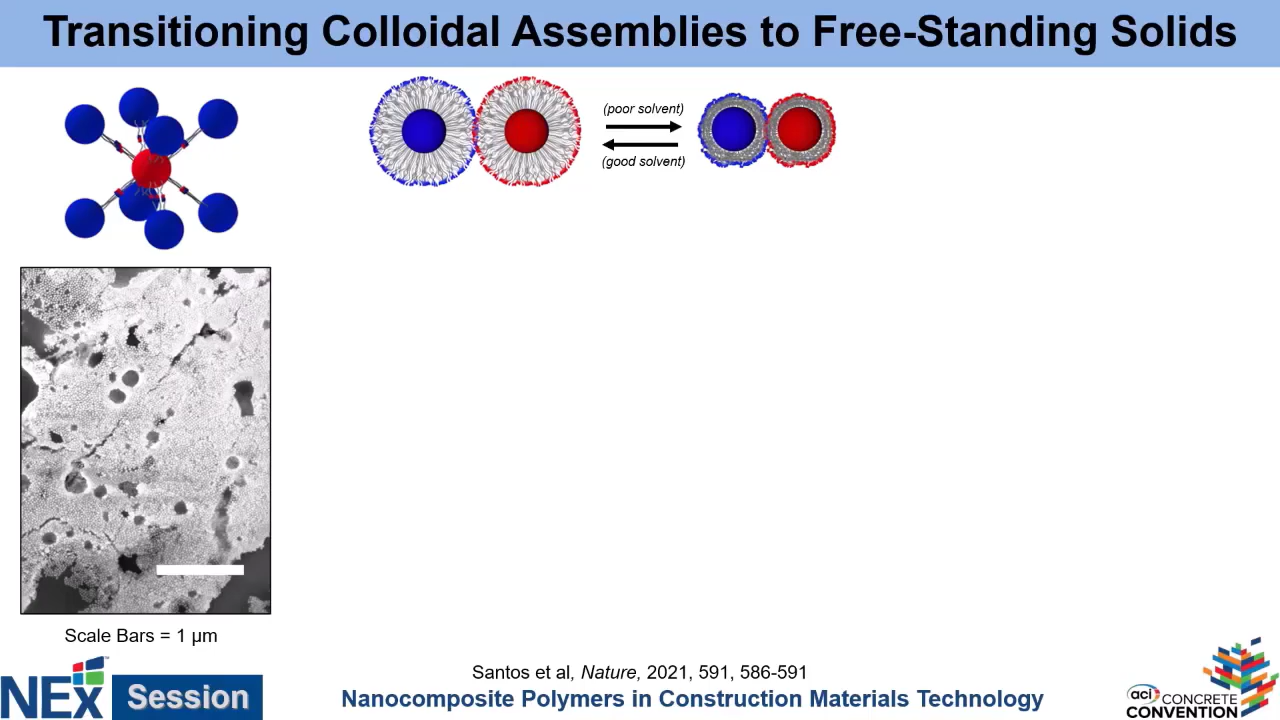 Transitioning Colloidal Assemblies to Free-Standing Solids
(poor solvent)
(good solvent)
Scale Bars = 1 µm
Santos et al, Nature, 2021, 591, 586-591
Nanocomposite Polymers in Construction Materials Technology
NEx™ Session
aci CONCRETE
CONVENTION